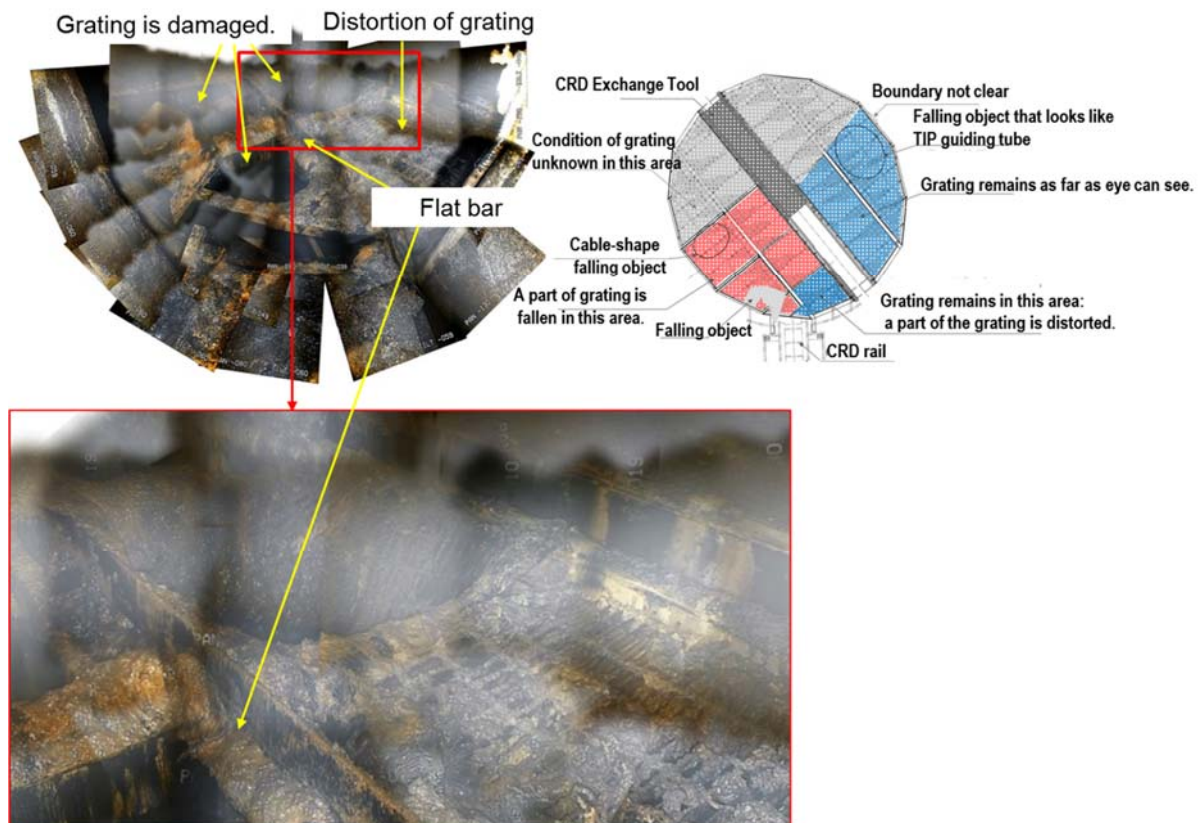 Grating is damaged.
Distortion of grating
Flat bar
CRD Exchange Tool
Boundary not clear
Falling object that looks like
TIP guiding tube
Condition of grating
unknown in this area
Grating remains as far as eye can see.
Cable-shape
falling object
A part of grating is
fallen in this area.
Falling object
Grating remains in this area:
a part of the grating is distorted.
CRD rail